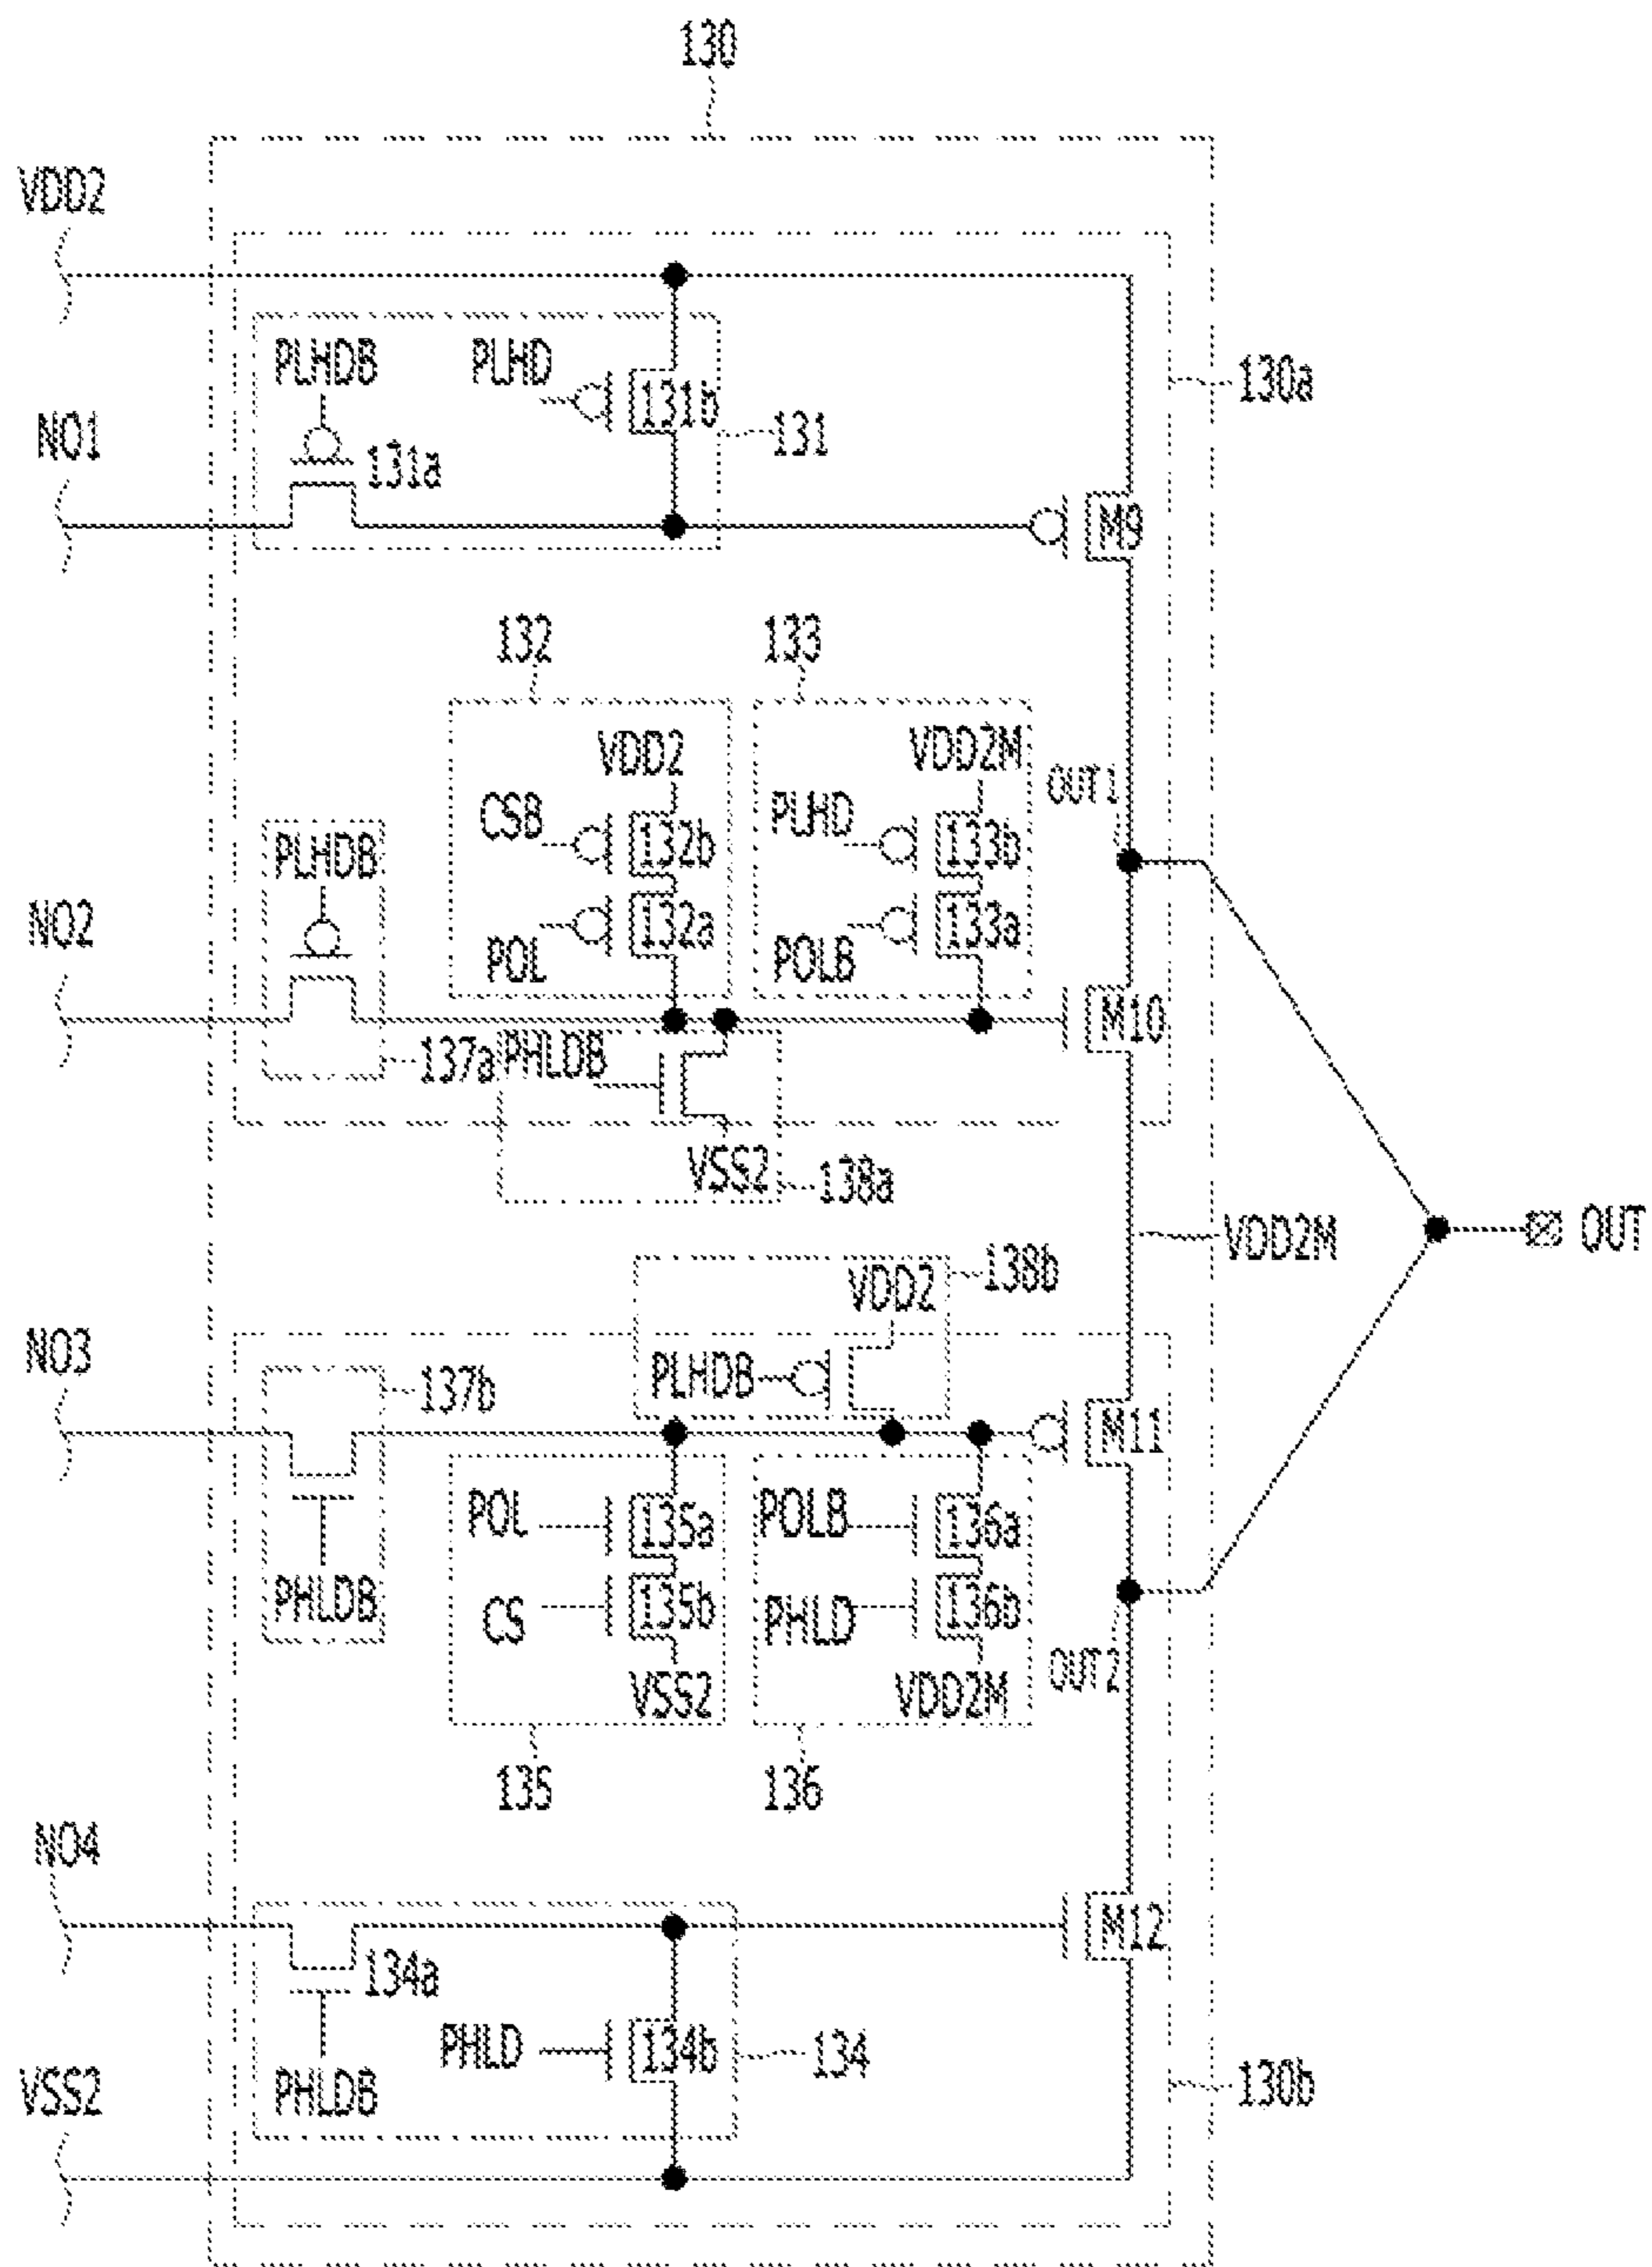 130
VDD2
PLHDB
PLHD
131b
130a
NO1
131a
131
M9
132
133
VDD2
VDD2M
OUT1
CSB
132b
PLHD
133b
PLHDB
NO2
POL
132a
POLB
133a
M10
137a
PHLDB
VSS2
138a
VDD2M
OUT
138b
VDD2
NO3
137b
PLHDB
M11
POL
135a
POLB
136a
PHLDB
CS
135b
PHLD
136b
VSS2
VDD2M
OUT2
135
136
NO4
134a
M12
PHLD
134b
134
PHLDB
VSS2
130b